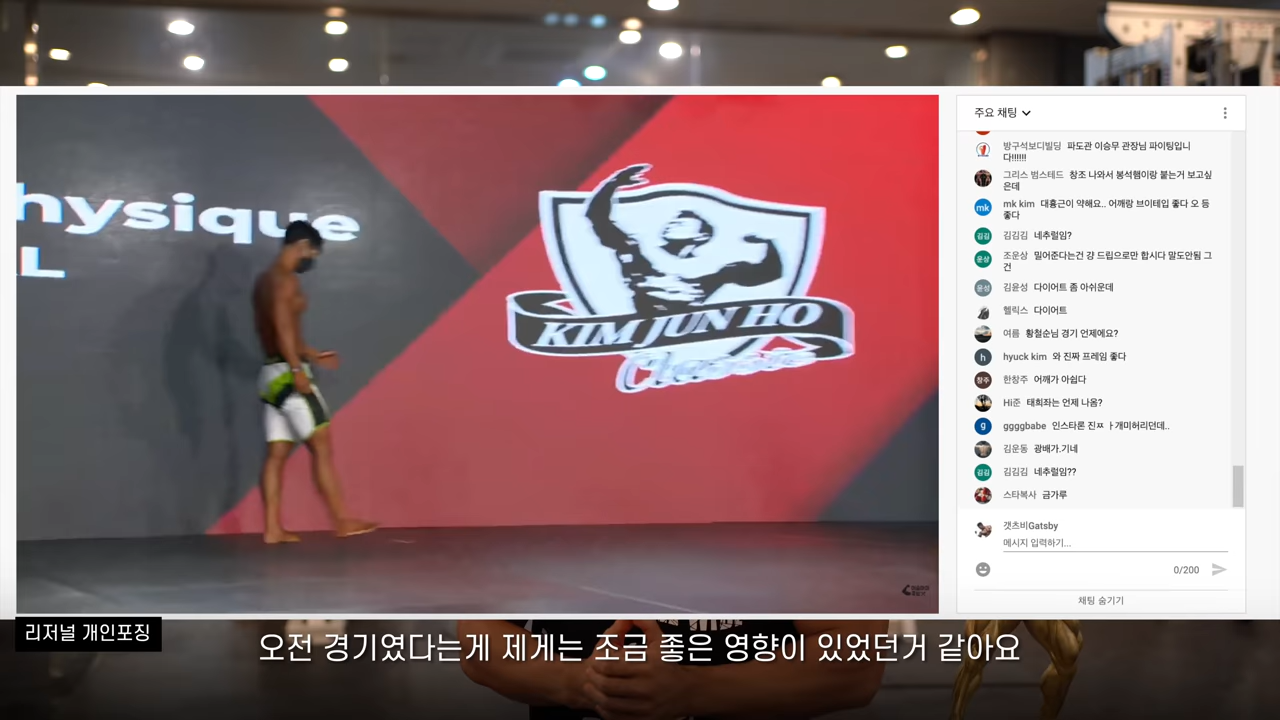 hysique
L
KIM JUN HO
Classic
주요 채팅
방구석보디빌딩 파도관 이승무 관장님 파이팅입니
다!!!!!!
그리스 범스테드 창조 나와서 봉석햄이랑 붙는거 보고싶
은데
mk kim 대흉근이 약해요.. 어깨랑 브이테입 좋다 오 등
좋다
김김김 네추럴임?
조운상 밀어준다는건 걍 드립으로만 합시다 말도안됨 그
건
김윤성 다이어트 좀 아쉬운데
헬릭스 다이어트
여름 황철순님 경기 언제에요?
hyuck kim 와 진짜 프레임 좋다
한창주 어깨가 아쉽다
Hi준 태희좌는 언제 나옴?
ggggbabe 인스타론 진ㅉㅏ개미허리던데..
김운동 광배가.기네
김김김 네추럴임??
스타복사 금가루
갯츠비Gatsby
메시지 입력하기...
0/200
채팅 숨기기
리저널 개인포징
오전 경기였다는게 제게는 조금 좋은 영향이 있었던거 같아요